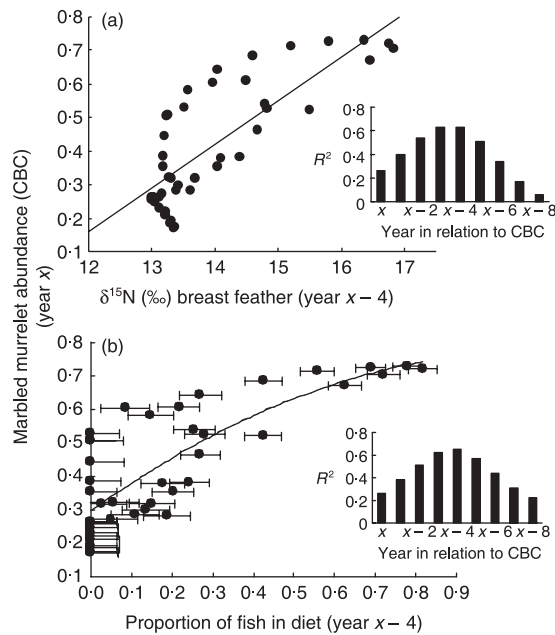 (a)
0·8
0·7
0·6
0·5
0·4
0·3
0·2
0·1
12 13 14 15 16 17
δ¹⁵N (‰) breast feather (year x – 4)
R²
0·8
0·6
0·4
0·2
0
x x – 2 x – 4 x – 6 x – 8
Year in relation to CBC
Marbled murrelet abundance (CBC)
(year x)
(b)
0·8
0·7
0·6
0·5
0·4
0·3
0·2
0·1
0·0 0·1 0·2 0·3 0·4 0·5 0·6 0·7 0·8 0·9
Proportion of fish in diet (year x – 4)
R²
0·8
0·6
0·4
0·2
0
x x – 2 x – 4 x – 6 x – 8
Year in relation to CBC